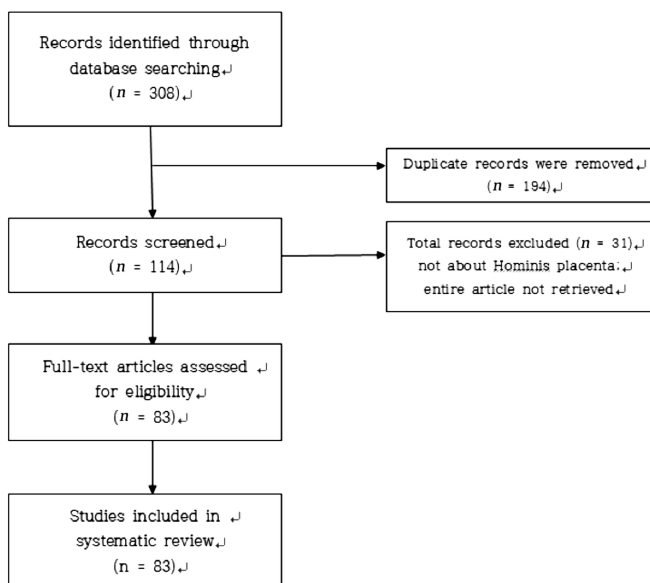 Records identified through↵
database searching↵
(n = 308)↵
Duplicate records were removed↵
(n = 194)↵
Records screened↵
(n = 114)↵
Total records excluded (n = 31)↵
not about Hominis placenta;↵
entire article not retrieved↵
Full-text articles assessed ↵
for eligibility↵
(n = 83)↵
Studies included in ↵
systematic review↵
(n = 83)↵